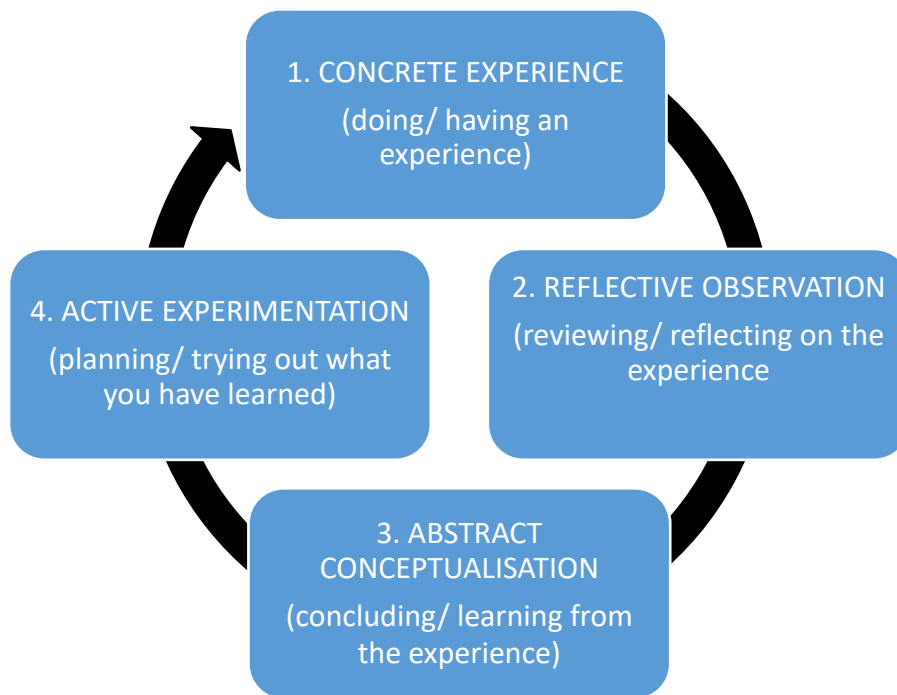 1. CONCRETE EXPERIENCE
(doing/ having an
experience)
2. REFLECTIVE OBSERVATION
(reviewing/ reflecting on the
experience
3. ABSTRACT
CONCEPTUALISATION
(concluding/ learning from
the experience)
4. ACTIVE EXPERIMENTATION
(planning/ trying out what
you have learned)